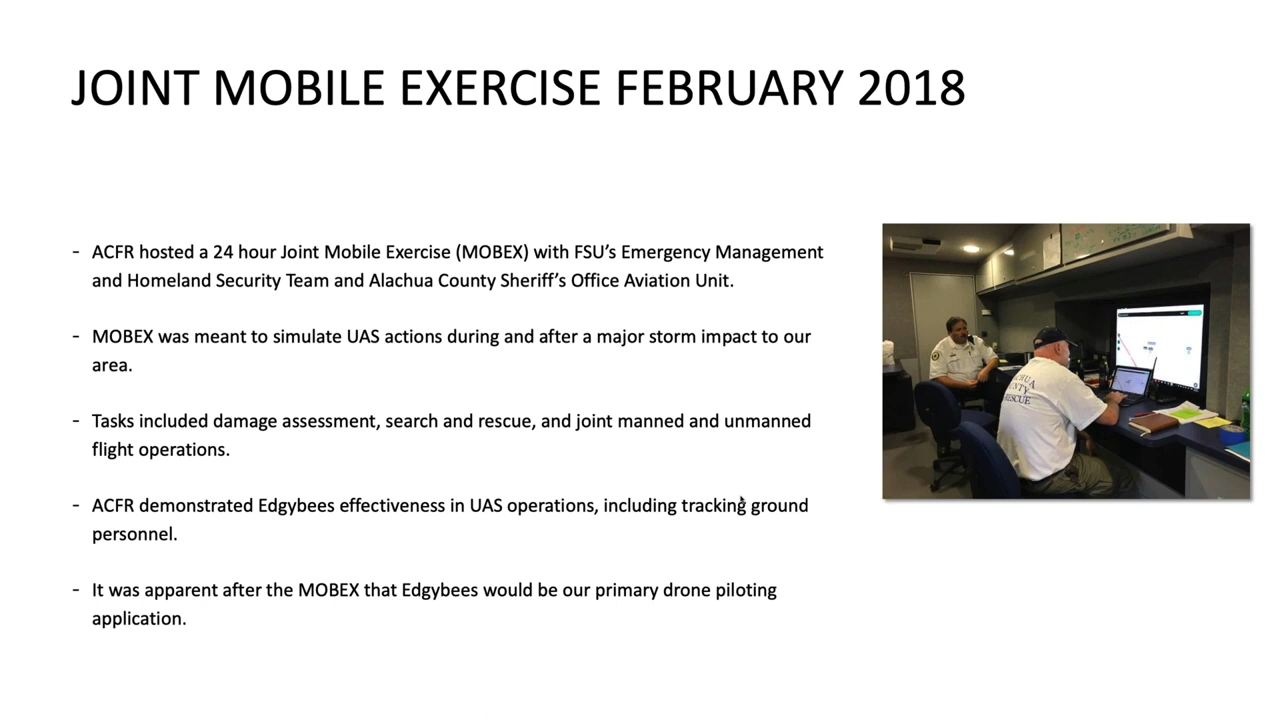 JOINT MOBILE EXERCISE FEBRUARY 2018
- ACFR hosted a 24 hour Joint Mobile Exercise (MOBEX) with FSU’s Emergency Management
and Homeland Security Team and Alachua County Sheriff’s Office Aviation Unit.
- MOBEX was meant to simulate UAS actions during and after a major storm impact to our
area.
- Tasks included damage assessment, search and rescue, and joint manned and unmanned
flight operations.
- ACFR demonstrated Edgybees effectiveness in UAS operations, including tracking ground
personnel.
- It was apparent after the MOBEX that Edgybees would be our primary drone piloting
application.